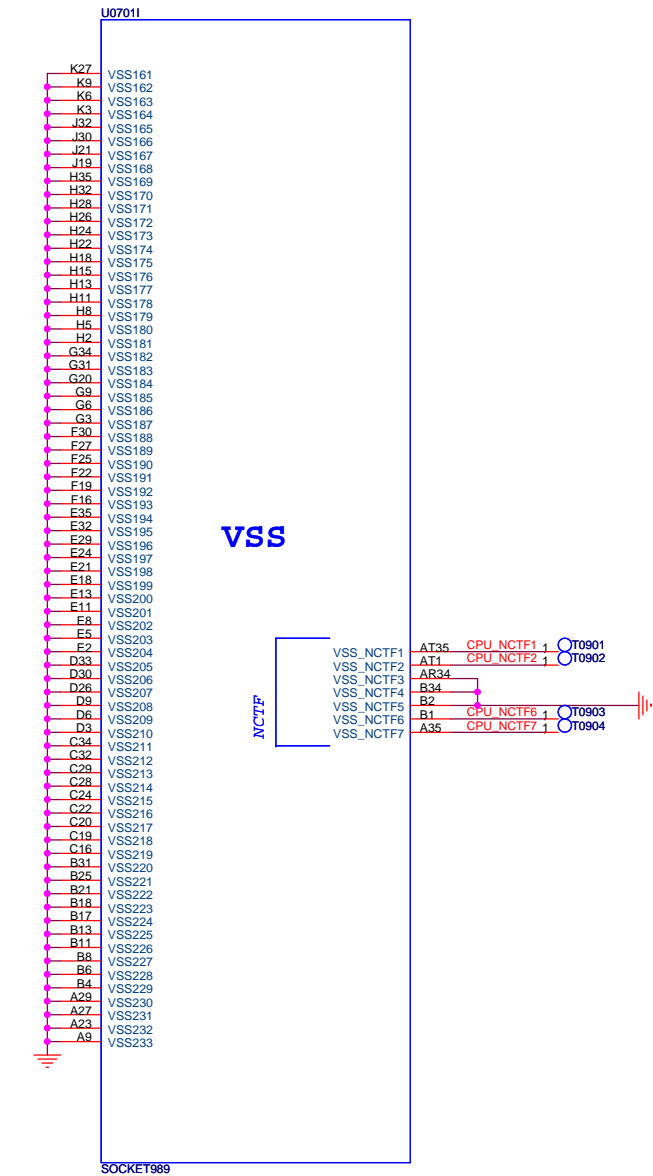 U0701I
K27 VSS161
K9 VSS162
K6 VSS163
K3 VSS164
J32 VSS165
J30 VSS166
J21 VSS167
J19 VSS168
H35 VSS169
H32 VSS170
H28 VSS171
H26 VSS172
H24 VSS173
H22 VSS174
H18 VSS175
H15 VSS176
H13 VSS177
H11 VSS178
H8 VSS179
H5 VSS180
H2 VSS181
G34 VSS182
G31 VSS183
G20 VSS184
G9 VSS185
G6 VSS186
G3 VSS187
F30 VSS188
F27 VSS189
F25 VSS190
F22 VSS191
F19 VSS192
F16 VSS193
E35 VSS194
E32 VSS195
VSS
E29 VSS196
E24 VSS197
E21 VSS198
E18 VSS199
E13 VSS200
E11 VSS201
E8 VSS202
E5 VSS203
E2 VSS204 VSS_NCTF1 AT35 CPU_NCTF1 1 T0901
D33 VSS205 VSS_NCTF2 AT1 CPU_NCTF2 1 T0902
D30 VSS206 VSS_NCTF3 AR34
D26 VSS207 VSS_NCTF4 B34
D9 VSS208 VSS_NCTF5 B2
D6 VSS209 VSS_NCTF6 B1 CPU_NCTF6 1 T0903
D3 VSS210 VSS_NCTF7 A35 CPU_NCTF7 1 T0904
NCTF
C34 VSS211
C32 VSS212
C29 VSS213
C28 VSS214
C24 VSS215
C22 VSS216
C20 VSS217
C19 VSS218
C16 VSS219
B31 VSS220
B25 VSS221
B21 VSS222
B18 VSS223
B17 VSS224
B13 VSS225
B11 VSS226
B8 VSS227
B6 VSS228
B4 VSS229
A29 VSS230
A27 VSS231
A23 VSS232
A9 VSS233
SOCKET989